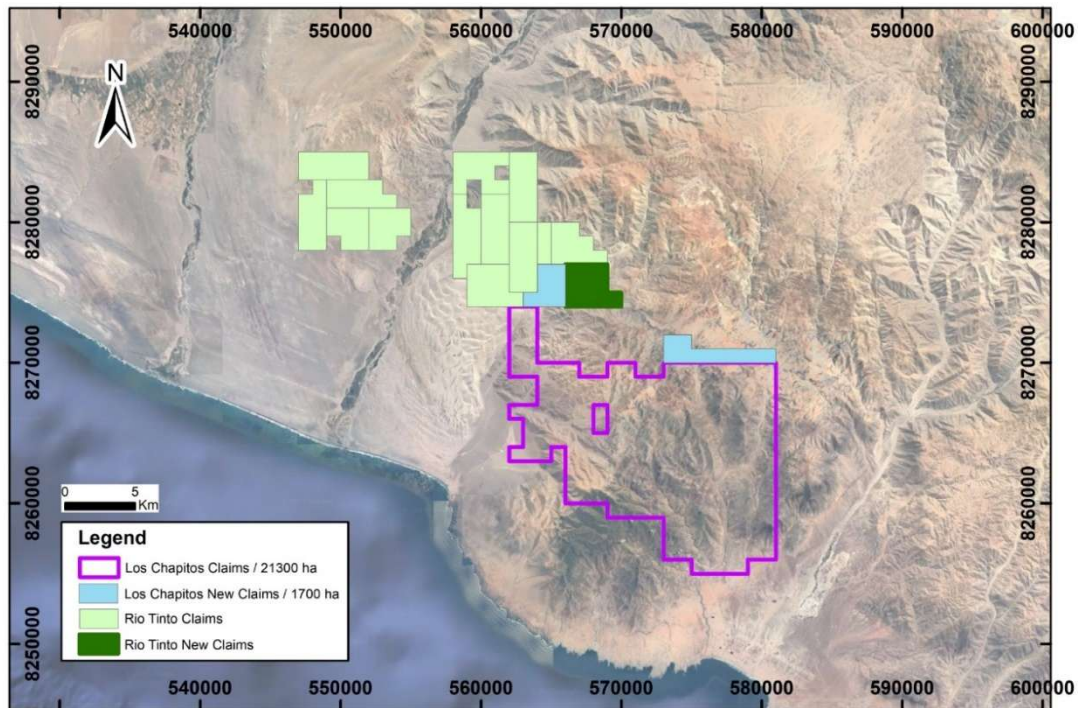 540000 550000 560000 570000 580000 590000 600000
8290000 8290000
N
8280000 8280000
8270000 8270000
0 5
Km
8260000 8260000
Legend
Los Chapitos Claims / 21300 ha
Los Chapitos New Claims / 1700 ha
Rio Tinto Claims
Rio Tinto New Claims
8250000 8250000
540000 550000 560000 570000 580000 590000 600000